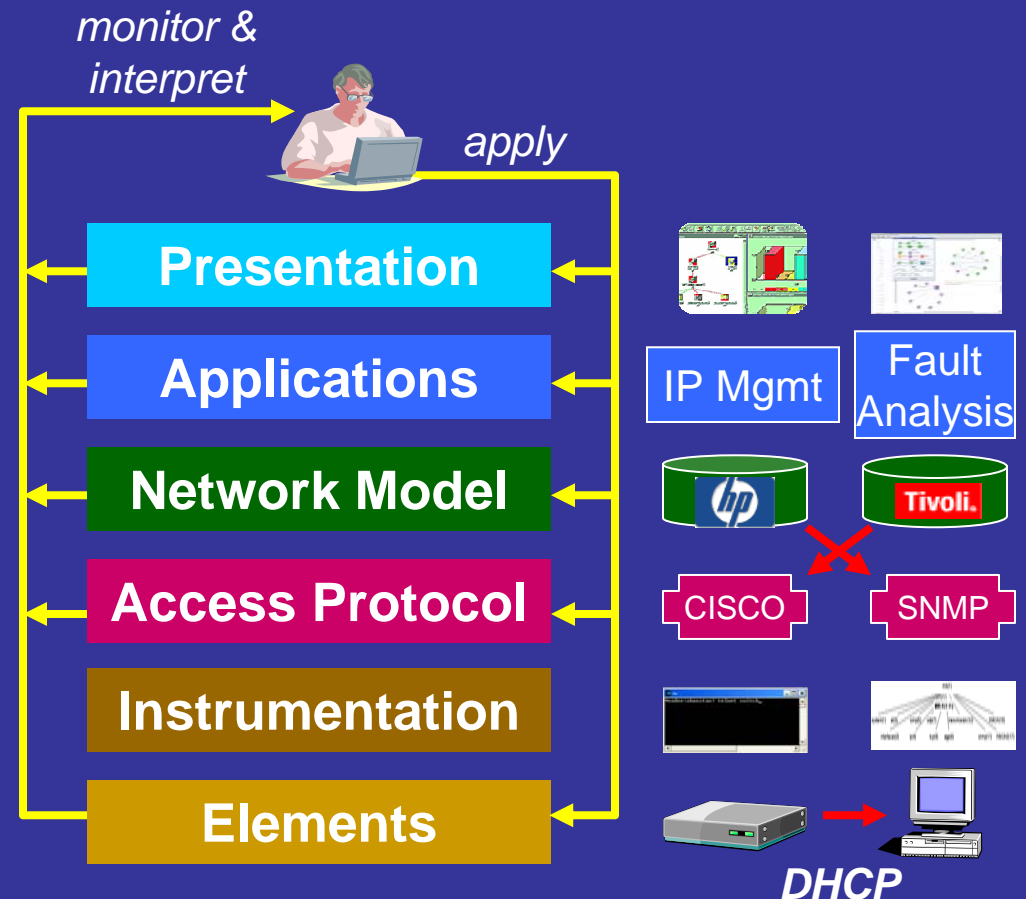 monitor &
interpret
apply
Presentation
Applications
IP Mgmt
Fault
Analysis
Network Model
hp
Tivoli
Access Protocol
CISCO
SNMP
Instrumentation
Elements
DHCP